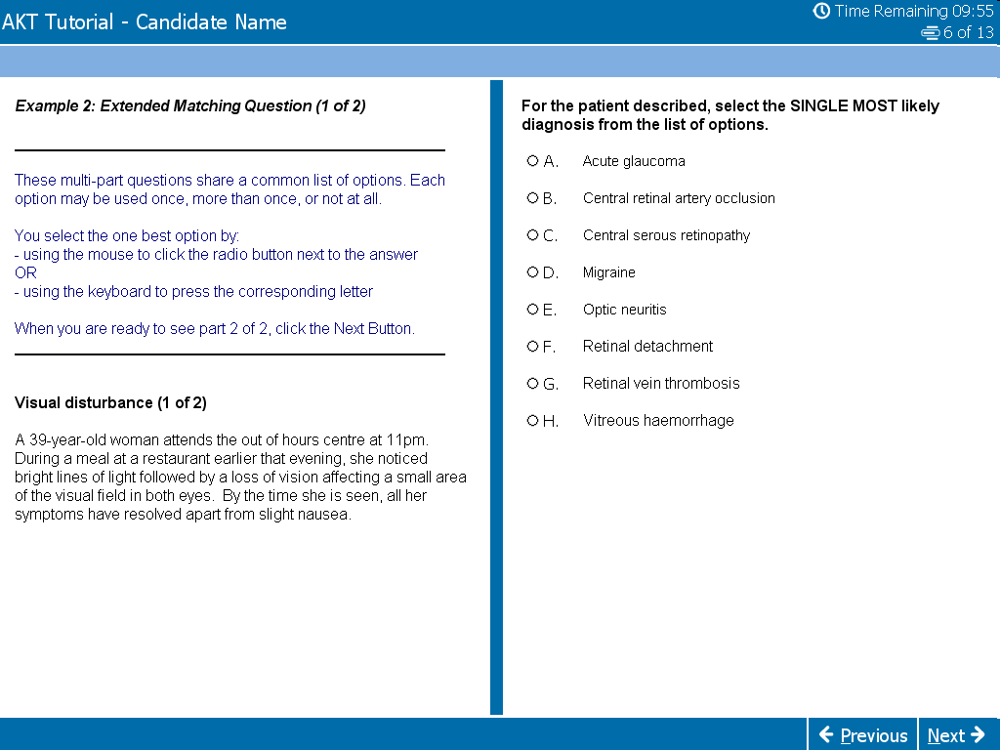 AKT Tutorial - Candidate Name
Time Remaining 09:55
6 of 13
Example 2: Extended Matching Question (1 of 2)
These multi-part questions share a common list of options. Each
option may be used once, more than once, or not at all.
You select the one best option by:
- using the mouse to click the radio button next to the answer
OR
- using the keyboard to press the corresponding letter
When you are ready to see part 2 of 2, click the Next Button.
Visual disturbance (1 of 2)
A 39-year-old woman attends the out of hours centre at 11pm.
During a meal at a restaurant earlier that evening, she noticed
bright lines of light followed by a loss of vision affecting a small area
of the visual field in both eyes.  By the time she is seen, all her
symptoms have resolved apart from slight nausea.
For the patient described, select the SINGLE MOST likely
diagnosis from the list of options.
A. Acute glaucoma
B. Central retinal artery occlusion
C. Central serous retinopathy
D. Migraine
E. Optic neuritis
F. Retinal detachment
G. Retinal vein thrombosis
H. Vitreous haemorrhage
Previous
Next